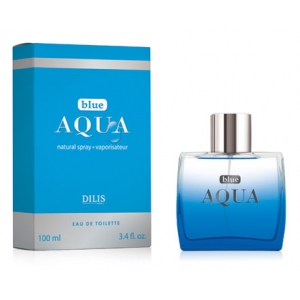 blue
AQUA
natural spray • vaporisateur
DILIS
EAU DE TOILETTE
100 ml 3.4 fl. oz.
blue
AQUA